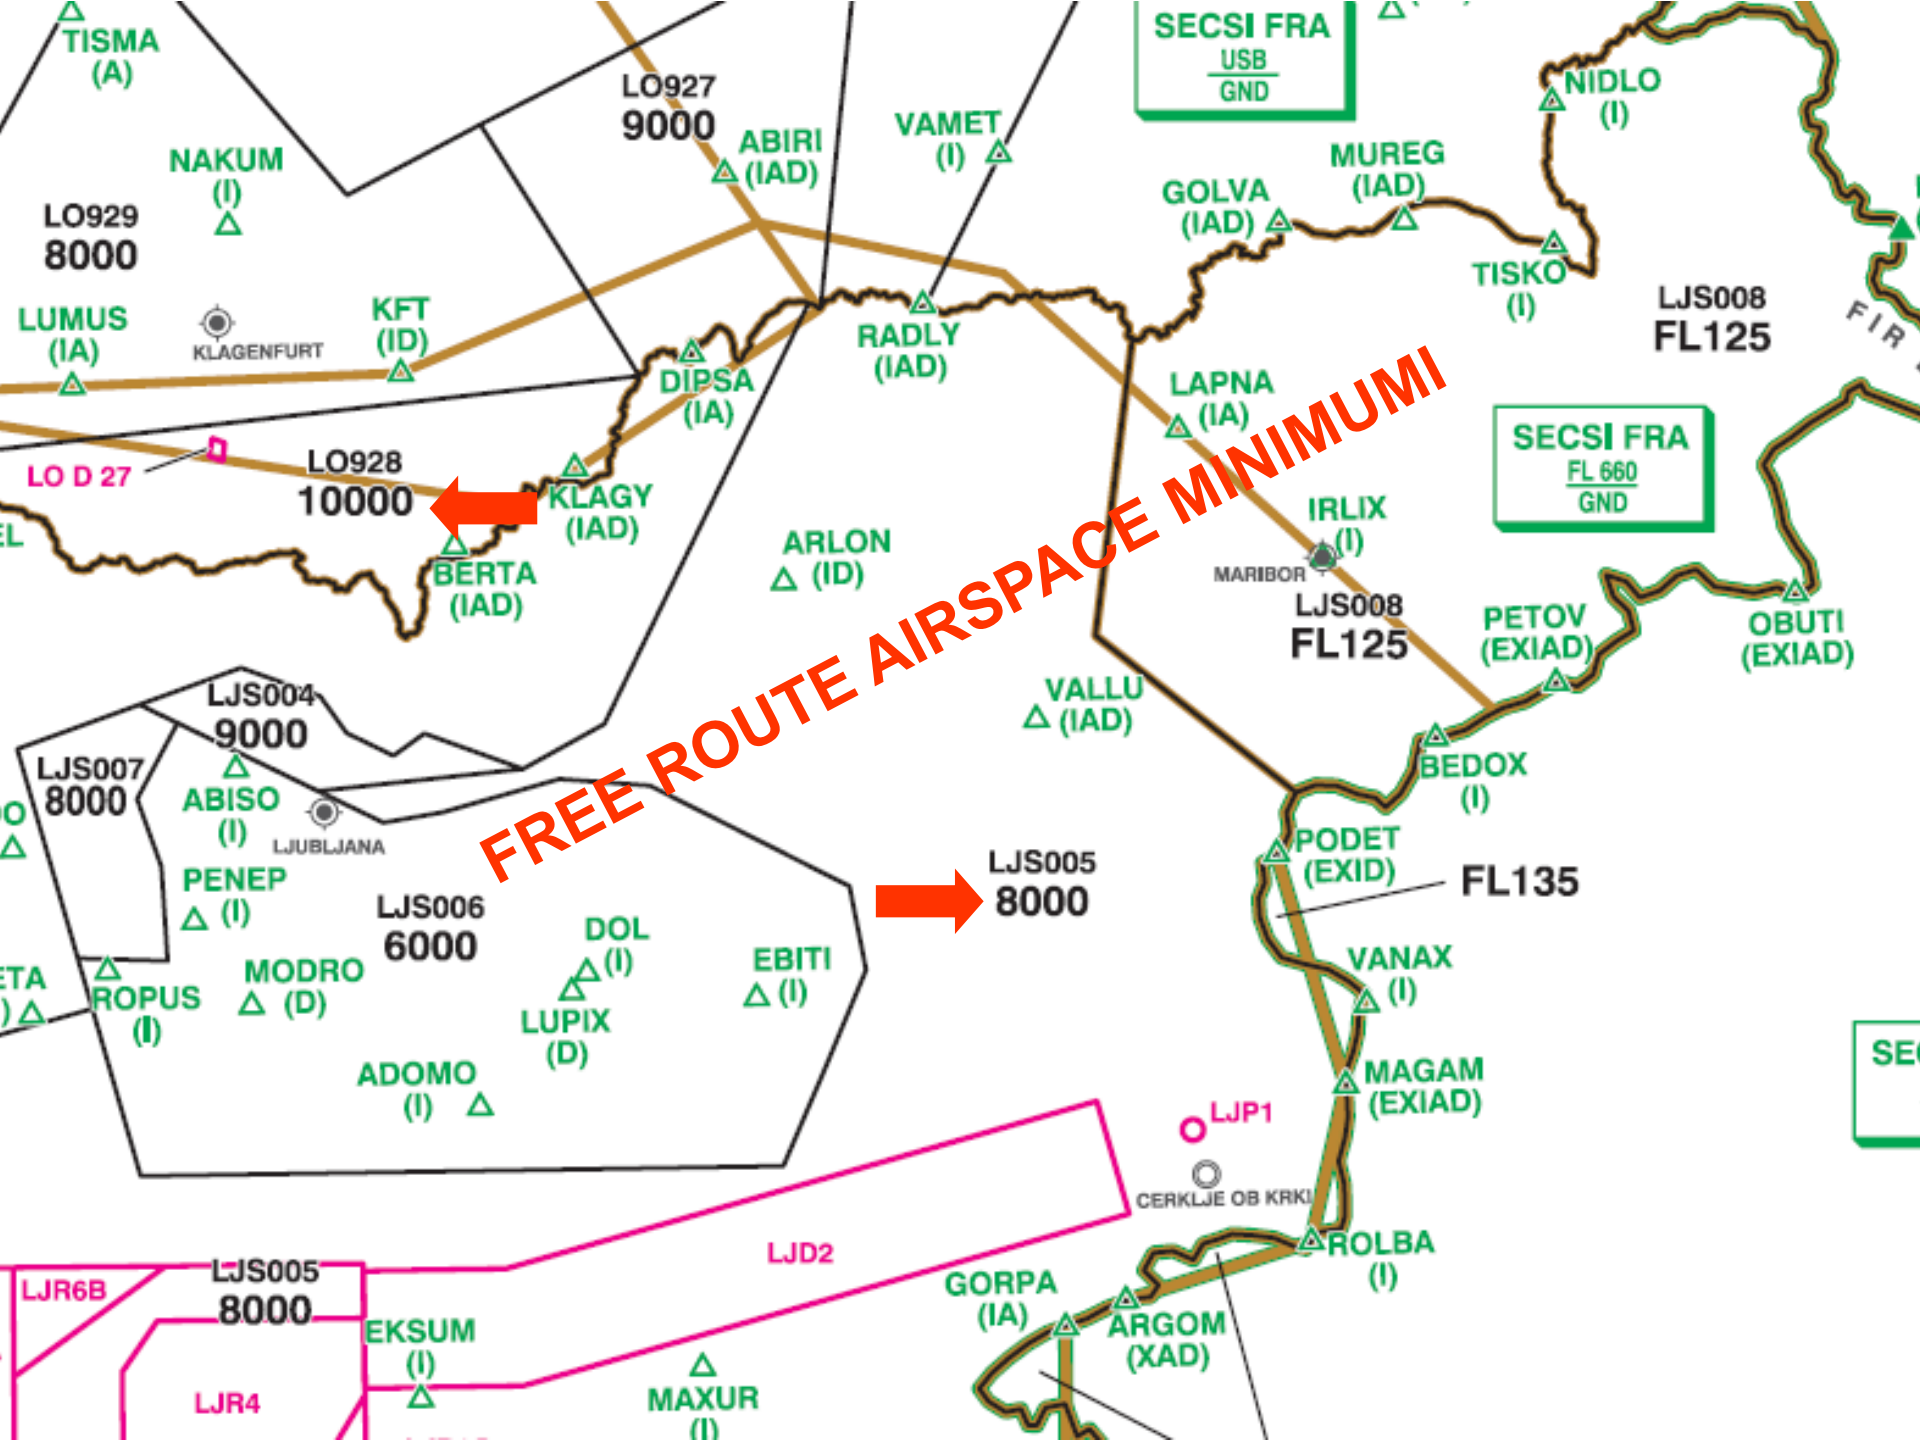 TISMA
(A)
LO927
9000
SECSI FRA
USB
GND
NIDLO
(I)
ABIRI
(IAD)
VAMET
(I)
MUREG
(IAD)
NAKUM
(I)
GOLVA
(IAD)
LO929
8000
TISKO
(I)
LJS008
FL125
FIR
LUMUS
(IA)
KLAGENFURT
KFT
(ID)
RADLY
(IAD)
DIPSA
(IA)
LAPNA
(IA)
SECSI FRA
FL 660
GND
LO D 27
LO928
10000
KLAGY
(IAD)
BERTA
(IAD)
ARLON
(ID)
IRLIX
(I)
MARIBOR
LJS008
FL125
PETOV
(EXIAD)
OBUTI
(EXIAD)
FREE ROUTE AIRSPACE MINIMUMI
LJS004
9000
VALLU
(IAD)
BEDOX
(I)
LJS007
8000
ABISO
(I)
LJUBLJANA
PODET
(EXID)
FL135
PENEP
(I)
LJS006
6000
LJS005
8000
DOL
(I)
EBITI
(I)
VANAX
(I)
ETA
ROPUS
(I)
MODRO
(D)
LUPIX
(D)
ADOMO
(I)
MAGAM
(EXIAD)
LJP1
CERKLJE OB KRKI
LJD2
ROLBA
(I)
LJR6B
LJS005
8000
GORPA
(IA)
ARGOM
(XAD)
EKSUM
(I)
MAXUR
(I)
LJR4